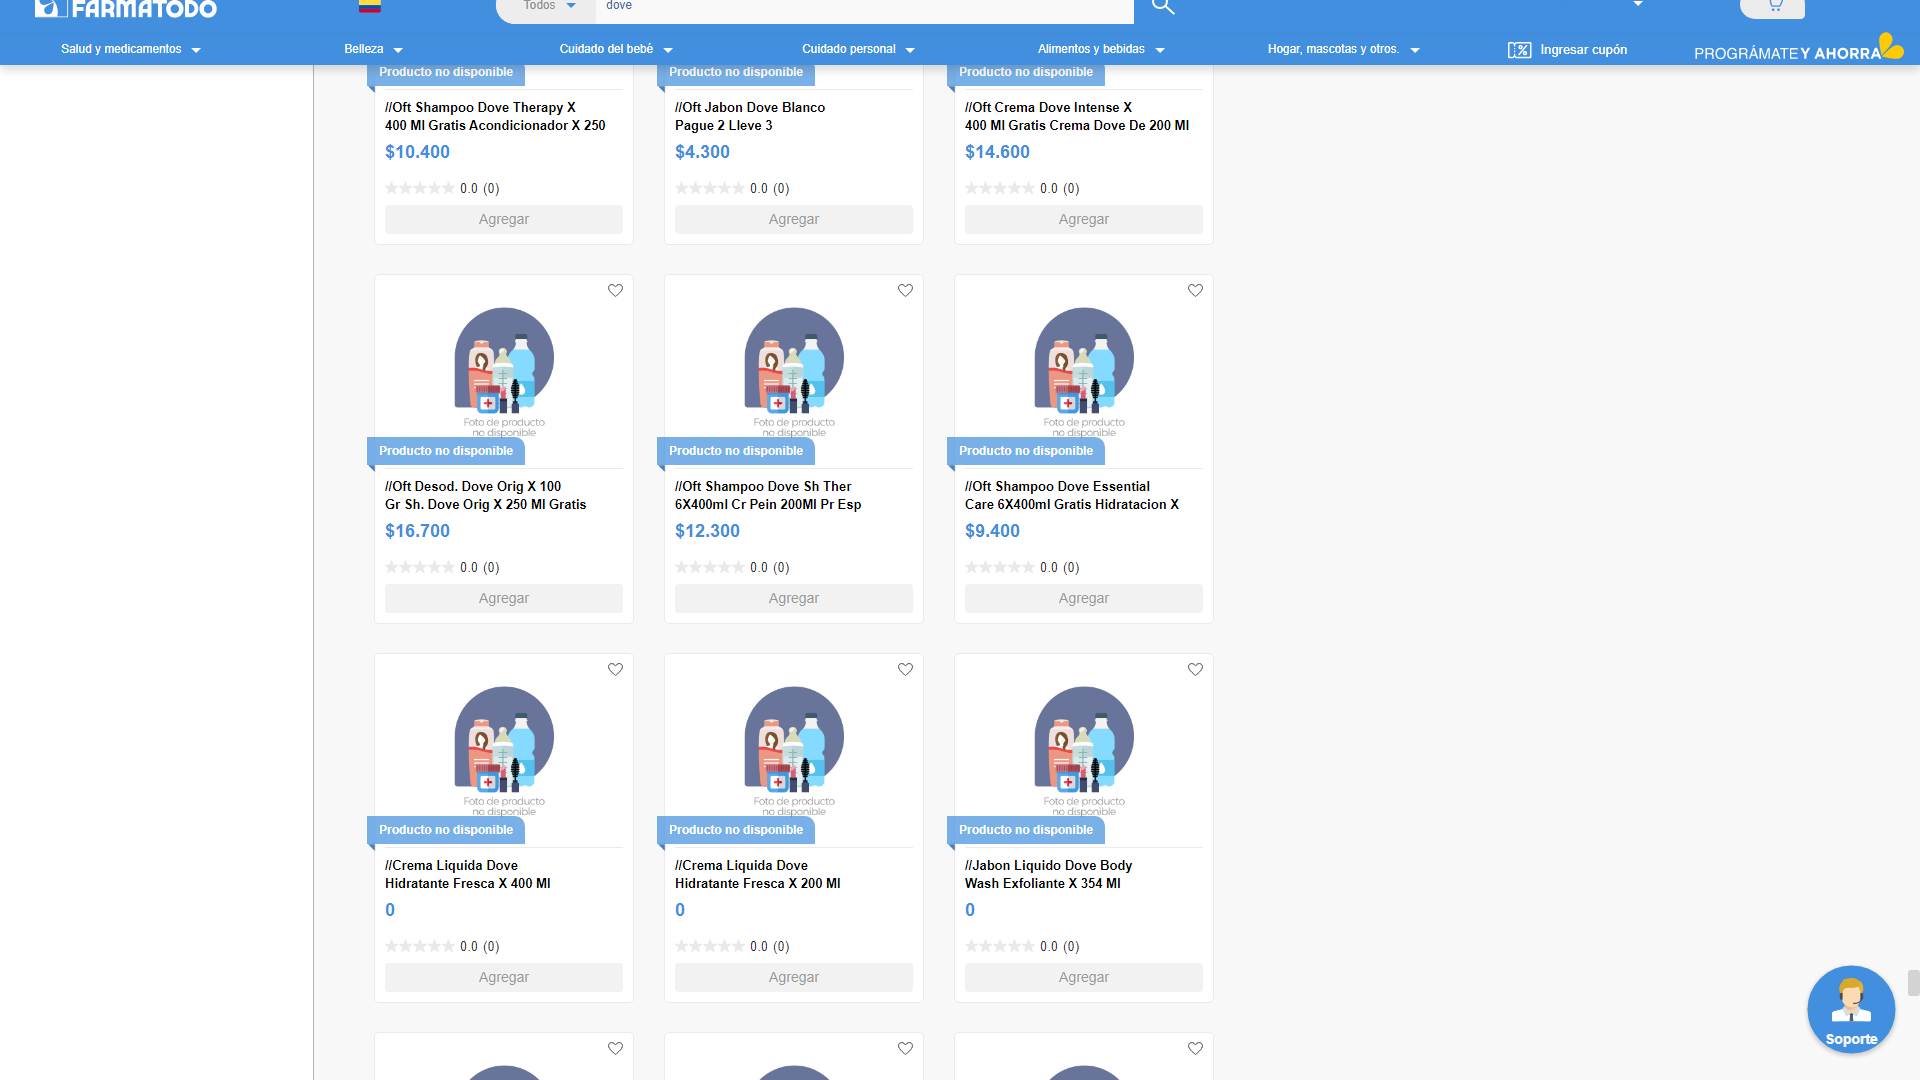 FARMATODO
Todos
dove
Salud y medicamentos
Belleza
Cuidado del bebé
Cuidado personal
Alimentos y bebidas
Hogar, mascotas y otros.
Ingresar cupón
PROGRÁMATE Y AHORRA
Producto no disponible
Producto no disponible
Producto no disponible
//Oft Shampoo Dove Therapy X
400 Ml Gratis Acondicionador X 250
$10.400
0.0 (0)
Agregar
//Oft Jabon Dove Blanco
Pague 2 Lleve 3
$4.300
0.0 (0)
Agregar
//Oft Crema Dove Intense X
400 Ml Gratis Crema Dove De 200 Ml
$14.600
0.0 (0)
Agregar
Foto de producto
no disponible
Producto no disponible
//Oft Desod. Dove Orig X 100
Gr Sh. Dove Orig X 250 Ml Gratis
$16.700
0.0 (0)
Agregar
Foto de producto
no disponible
Producto no disponible
//Oft Shampoo Dove Sh Ther
6X400ml Cr Pein 200Ml Pr Esp
$12.300
0.0 (0)
Agregar
Foto de producto
no disponible
Producto no disponible
//Oft Shampoo Dove Essential
Care 6X400ml Gratis Hidratacion X
$9.400
0.0 (0)
Agregar
Foto de producto
no disponible
Producto no disponible
//Crema Liquida Dove
Hidratante Fresca X 400 Ml
0
0.0 (0)
Agregar
Foto de producto
no disponible
Producto no disponible
//Crema Liquida Dove
Hidratante Fresca X 200 Ml
0
0.0 (0)
Agregar
Foto de producto
no disponible
Producto no disponible
//Jabon Liquido Dove Body
Wash Exfoliante X 354 Ml
0
0.0 (0)
Agregar
Soporte